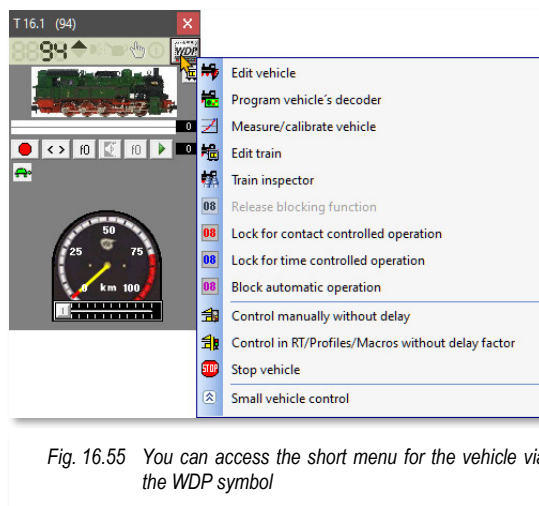 T 16.1 (94)
94
WDP
0
f0 f0 0
50
25 75
0 km 100
Edit vehicle
Program vehicle´s decoder
Measure/calibrate vehicle
Edit train
Train inspector
08 Release blocking function
08 Lock for contact controlled operation
08 Lock for time controlled operation
08 Block automatic operation
Control manually without delay
Control in RT/Profiles/Macros without delay factor
STOP Stop vehicle
Small vehicle control
Fig. 16.55 You can access the short menu for the vehicle via
the WDP symbol